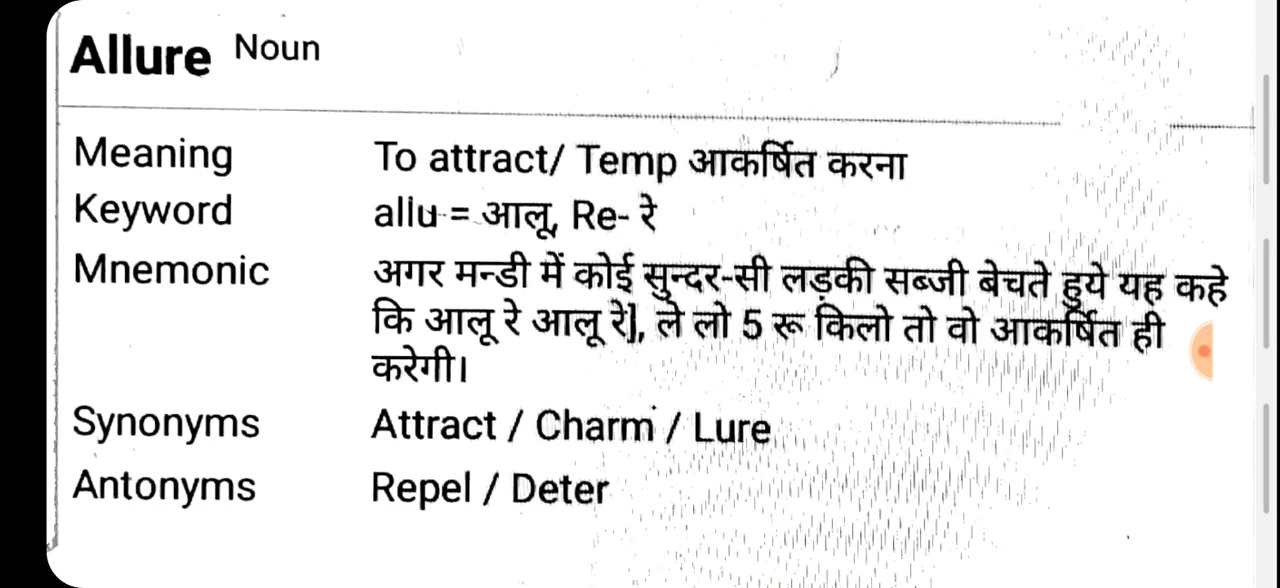 Allure Noun
Meaning To attract/ Temp आकर्षित करना
Keyword allu = आलू, Re- रे
Mnemonic अगर मन्डी में कोई सुन्दर-सी लड़की सब्जी बेचते हुये यह कहे
कि आलू रे आलू रे], ले लो 5 रू किलो तो वो आकर्षित ही
करेगी।
Synonyms Attract / Charm / Lure
Antonyms Repel / Deter